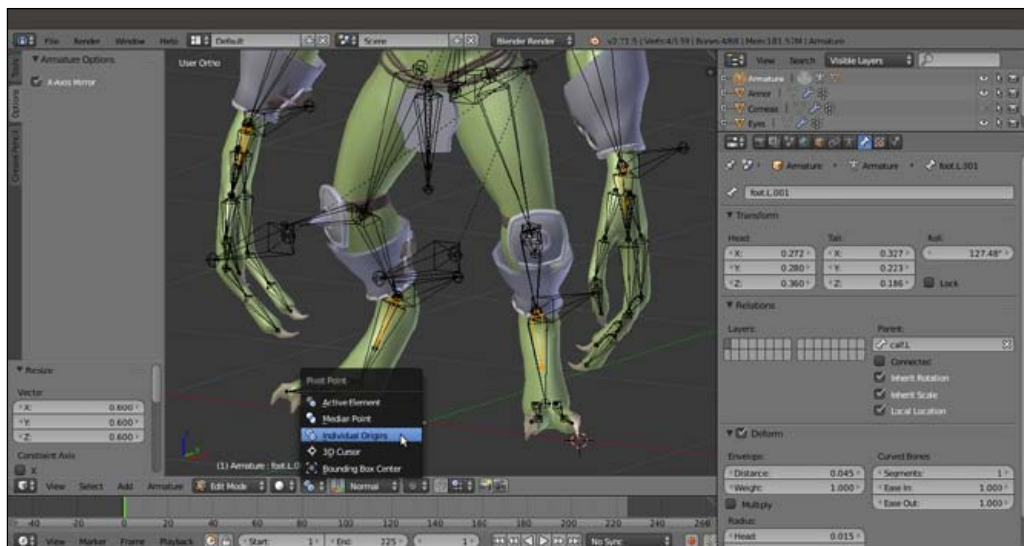 File Render Window Help Default Scene Blender Render
Armature Options
X-Axis Mirror
Tools
Options
Grease Pencil
User Ortho
View Search Visible Layers
Armature
Armor
Corneas
Eyes
Armature Armature foot.L.001
foot.L.001
Transform
Head: Tail: Roll:
X: 0.272 X: 0.327 127.48°
Y: 0.280 Y: 0.223
Z: 0.360 Z: 0.186 Lock
Relations
Layers: Parent:
calf.L
Connected
Inherit Rotation
Inherit Scale
Local Location
Deform
Envelope: Curved Bones:
Distance: 0.045 Segments: 1
Weight: 1.000 Ease In: 1.000
Multiply Ease Out: 1.000
Radius:
Head: 0.015
Resize
Vector
X: 0.600
Y: 0.600
Z: 0.600
Constraint Axis
X
Pivot Point
Active Element
Median Point
Individual Origins
3D Cursor
Bounding Box Center
(1) Armature : foot.L.0
View Select Add Armature Edit Mode Normal
-40 -20 0 20 40 60 80 100 120 140 160 180 200 220 240 260
View Marker Frame Playback Start: 1 End: 225 1 No Sync